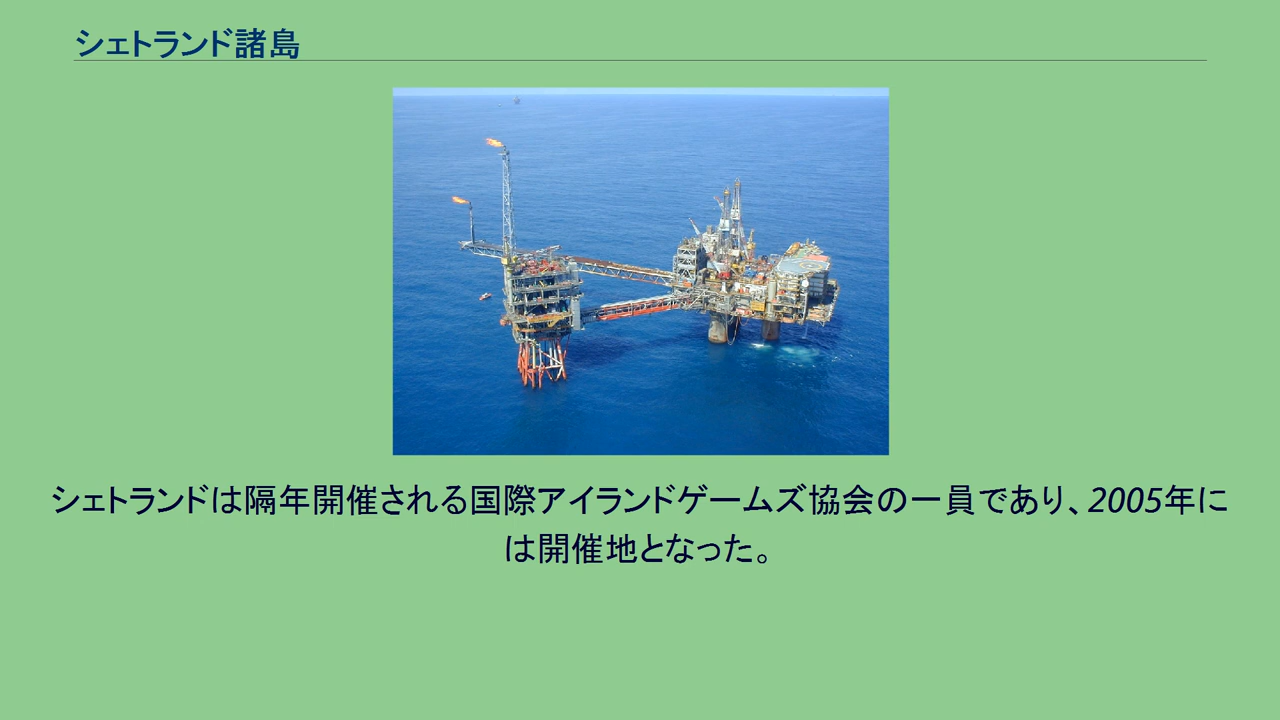 シェトランド諸島
シェトランドは隔年開催される国際アイランドゲームズ協会の一員であり、2005年に
は開催地となった。